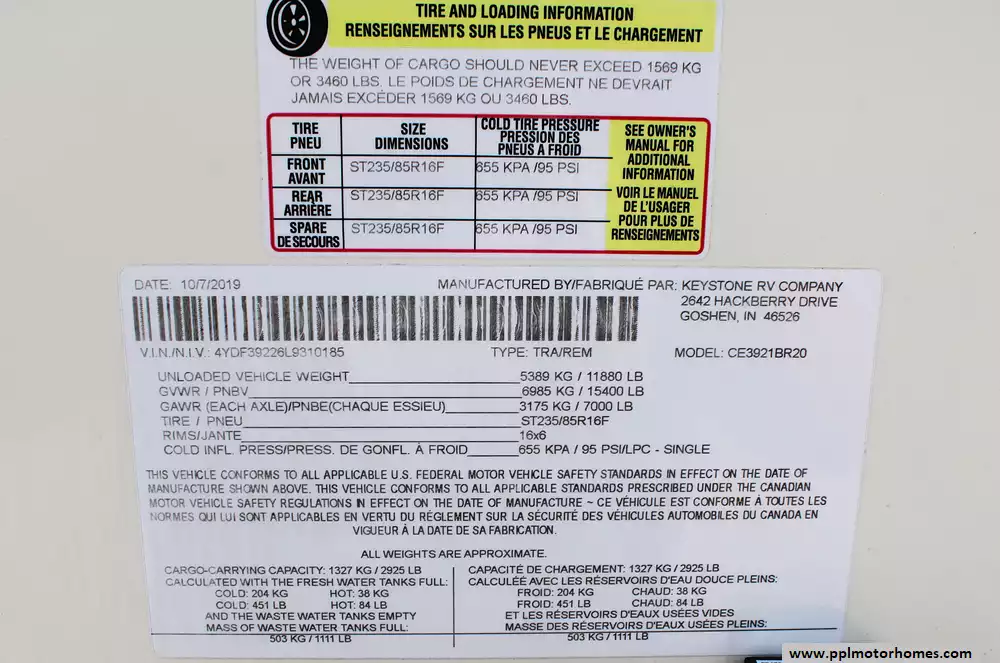 TIRE AND LOADING INFORMATION
RENSEIGNEMENTS SUR LES PNEUS ET LE CHARGEMENT
THE WEIGHT OF CARGO SHOULD NEVER EXCEED 1569 KG
OR 3460 LBS. LE POIDS DE CHARGEMENT NE DEVRAIT
JAMAIS EXCÉDER 1569 KG OU 3460 LBS.
TIRE PNEU SIZE DIMENSIONS COLD TIRE PRESSURE PRESSION DES PNEUS A FROID
FRONT AVANT ST235/85R16F 655 KPA /95 PSI
REAR ARRIÈRE ST235/85R16F 655 KPA /95 PSI
SPARE DE SECOURS ST235/85R16F 655 KPA /95 PSI
SEE OWNER'S
MANUAL FOR
ADDITIONAL
INFORMATION
VOIR LE MANUEL
DE L'USAGER
POUR PLUS DE
RENSEIGNEMENTS
DATE: 10/7/2019 MANUFACTURED BY/FABRIQUÉ PAR: KEYSTONE RV COMPANY
2642 HACKBERRY DRIVE
GOSHEN, IN 46526
V.I.N./N.I.V.: 4YDF39226L9310185 TYPE: TRA/REM MODEL: CE3921BR20
UNLOADED VEHICLE WEIGHT 5389 KG / 11880 LB
GVWR / PNBV 6985 KG / 15400 LB
GAWR (EACH AXLE)/PNBE(CHAQUE ESSIEU) 3175 KG / 7000 LB
TIRE / PNEU ST235/85R16F
RIMS/JANTE 16x6
COLD INFL. PRESS/PRESS. DE GONFL. À FROID 655 KPA / 95 PSI/LPC - SINGLE
THIS VEHICLE CONFORMS TO ALL APPLICABLE U.S. FEDERAL MOTOR VEHICLE SAFETY STANDARDS IN EFFECT ON THE DATE OF
MANUFACTURE SHOWN ABOVE. THIS VEHICLE CONFORMS TO ALL APPLICABLE STANDARDS PRESCRIBED UNDER THE CANADIAN
MOTOR VEHICLE SAFETY REGULATIONS IN EFFECT ON THE DATE OF MANUFACTURE ~ CE VÉHICULE EST CONFORME À TOUTES LES
NORMES QUI LUI SONT APPLICABLES EN VERTU DU RÉGLEMENT SUR LA SÉCURITÉ DES VÉHICULES AUTOMOBILES DU CANADA EN
VIGUEUR À LA DATE DE SA FABRICATION.
ALL WEIGHTS ARE APPROXIMATE.
CARGO-CARRYING CAPACITY: 1327 KG / 2925 LB
CALCULATED WITH THE FRESH WATER TANKS FULL:
COLD: 204 KG HOT: 38 KG
COLD: 451 LB HOT: 84 LB
AND THE WASTE WATER TANKS EMPTY
MASS OF WASTE WATER TANKS FULL:
503 KG / 1111 LB
CAPACITÉ DE CHARGEMENT: 1327 KG / 2925 LB
CALCULÉE AVEC LES RÉSERVOIRS D'EAU DOUCE PLEINS:
FROID: 204 KG CHAUD: 38 KG
FROID: 451 LB CHAUD: 84 LB
ET LES RÉSERVOIRS D'EAUX USÉES VIDES
MASSE DES RÉSERVOIRS D'EAUX USÉES PLEINS:
503 KG / 1111 LB
www.pplmotorhomes.com